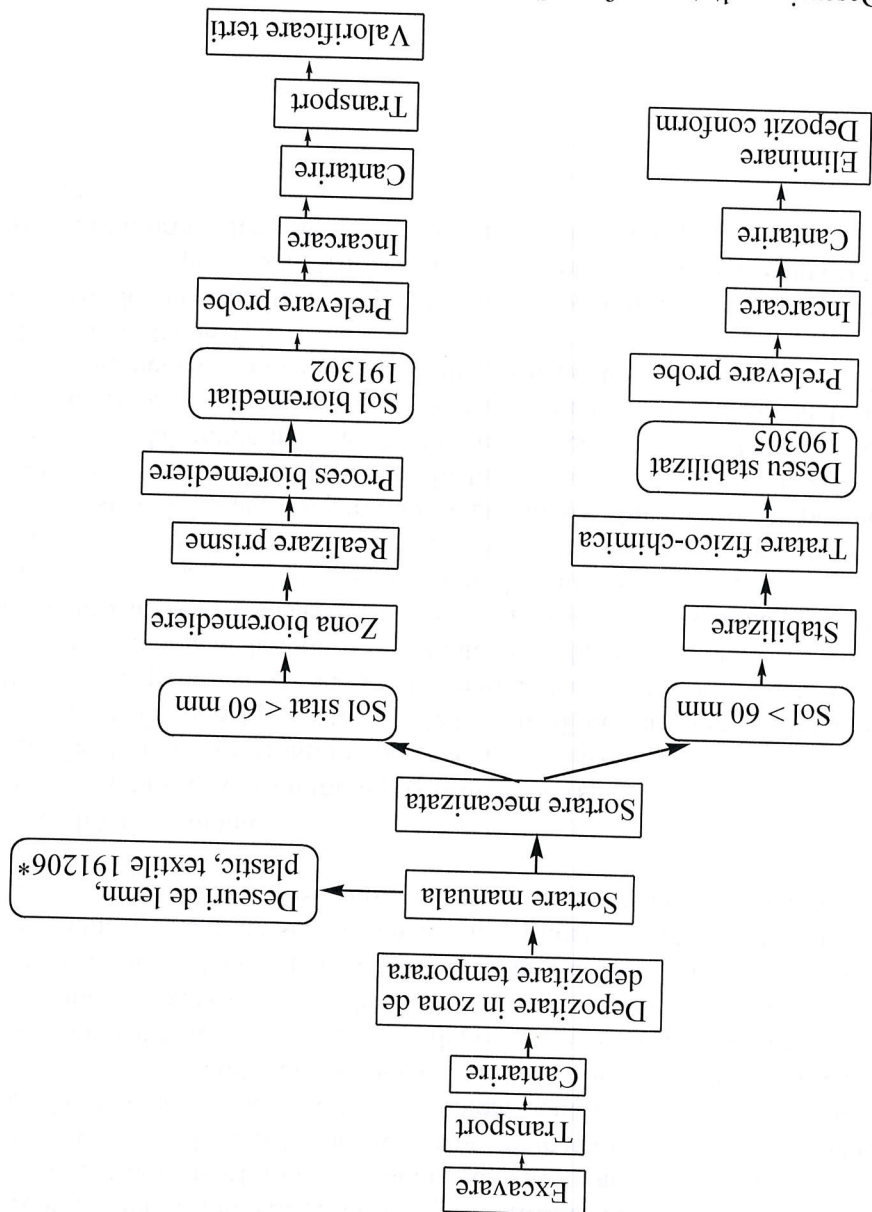 Excavare
Transport
Cantarire
Depozitare in zona de
depozitare temporara
Sortare manuala
Deseuri de lemn,
plastic, textile 191206*
Sortare mecanizata
Sol > 60 mm
Stabilizare
Tratare fizico-chimica
Deseu stabilizat
190305
Prelevare probe
Incarcare
Cantarire
Eliminare
Depozit conform
Sol sitat < 60 mm
Zona bioremediere
Realizare prisme
Proces bioremediere
Sol bioremediat
191302
Prelevare probe
Incarcare
Cantarire
Transport
Valorificare terti